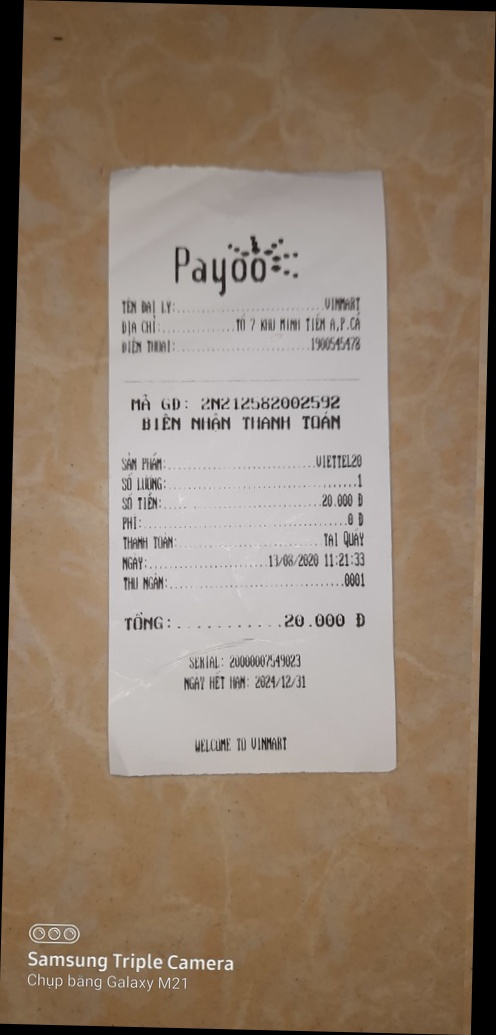 Payoo
TÊN ĐẠI LÝ:..........................VINMART
ĐỊA CHỈ:.............TỔ 7 KHU MINH TIẾN A,P.CẨ
ĐIỆN THOẠI:........................1900545478
MÃ GD: 2N212582002592
BIÊN NHẬN THANH TOÁN
SẢN PHẨM:..........................VIETTEL20
SỐ LƯỢNG:..................................1
SỐ TIỀN:............................20.000 Đ
PHÍ:.....................................0 Đ
THANH TOÁN:..........................TẠI QUẦY
NGÀY:....................13/08/2020 11:21:33
THU NGÂN:...............................0001
TỔNG:...........20.000 Đ
SERIAL: 20000007549023
NGÀY HẾT HẠN: 2024/12/31
WELCOME TO VINMART
Samsung Triple Camera
Chụp bằng Galaxy M21